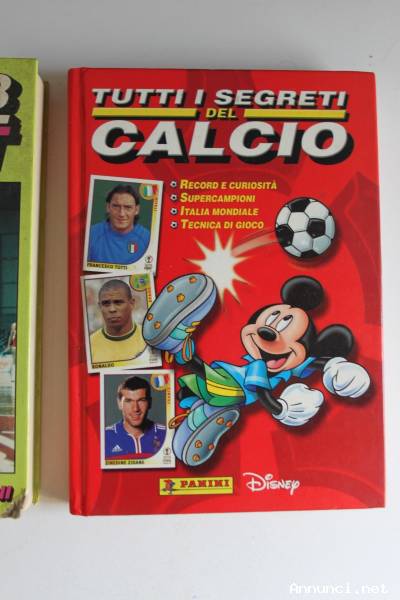 TUTTI I SEGRETI
DEL
CALCIO
RECORD E CURIOSITÀ
SUPERCAMPIONI
ITALIA MONDIALE
TECNICA DI GIOCO
FRANCESCO TOTTI
RONALDO
ZINEDINE ZIDANE
PANINI
Disney
Annunci.net